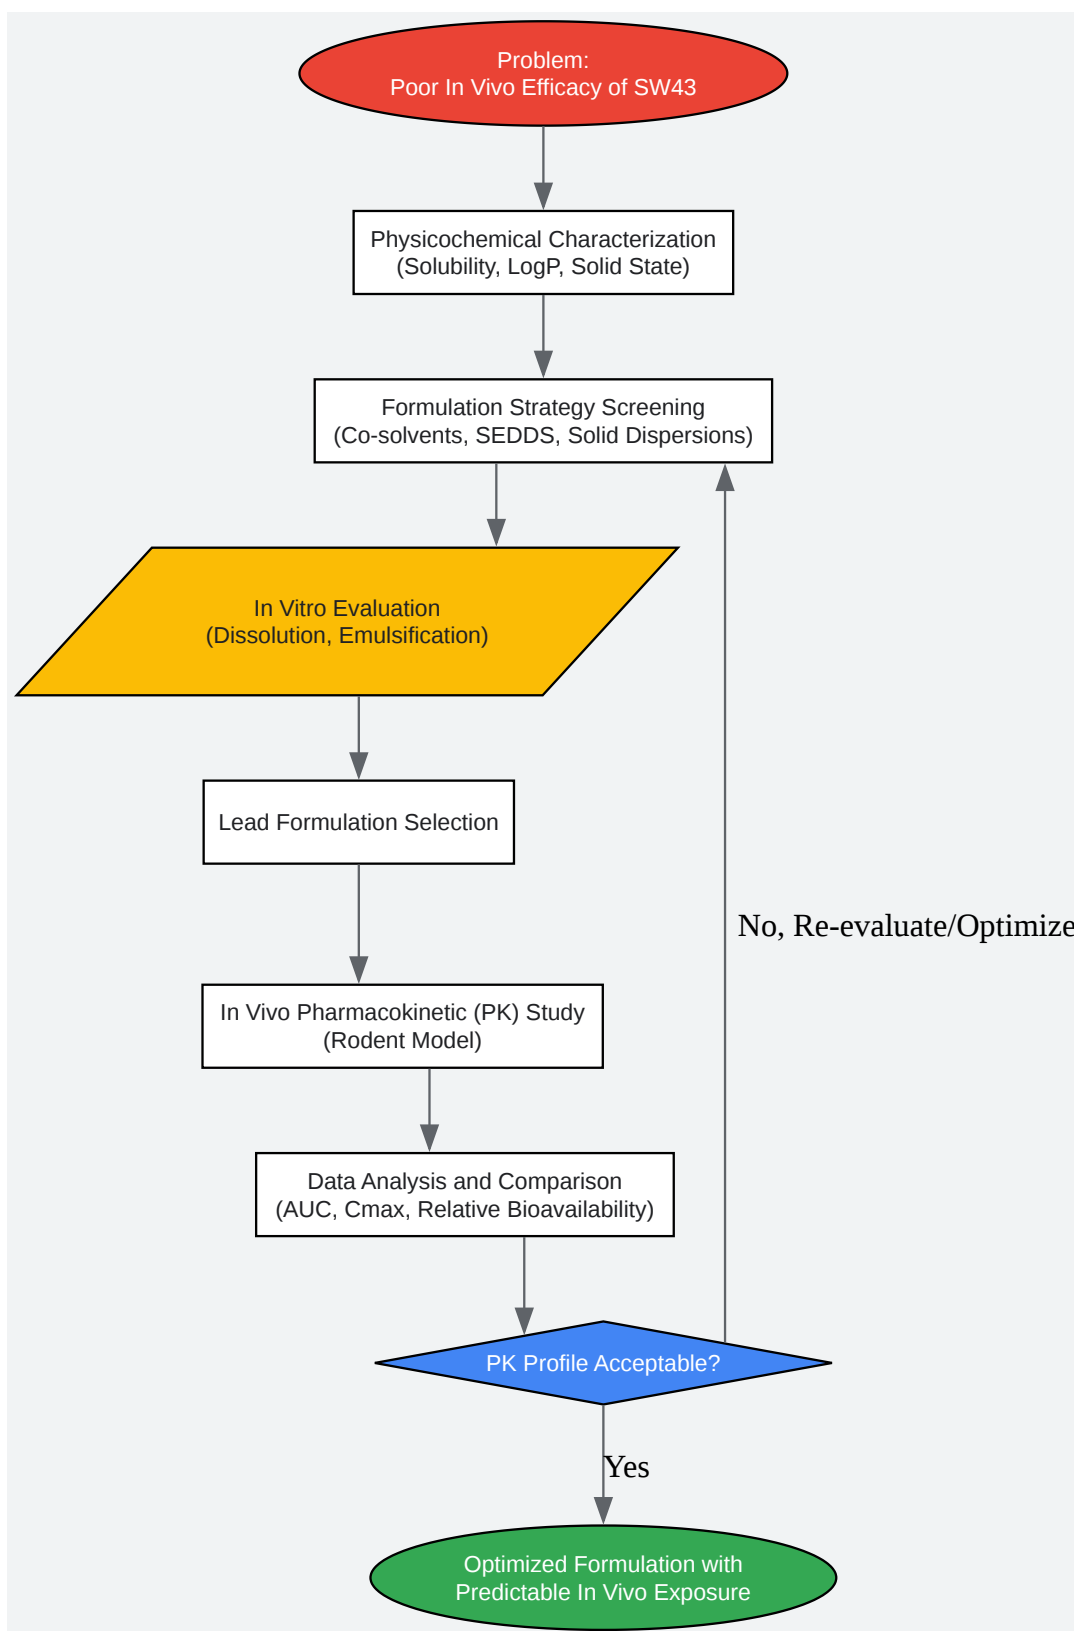 Problem:
Poor In Vivo Efficacy of SW43
Physicochemical Characterization
(Solubility, LogP, Solid State)
Formulation Strategy Screening
(Co-solvents, SEDDS, Solid Dispersions)
In Vitro Evaluation
(Dissolution, Emulsification)
Lead Formulation Selection
No, Re-evaluate/Optimize
In Vivo Pharmacokinetic (PK) Study
(Rodent Model)
Data Analysis and Comparison
(AUC, Cmax, Relative Bioavailability)
PK Profile Acceptable?
Yes
Optimized Formulation with
Predictable In Vivo Exposure